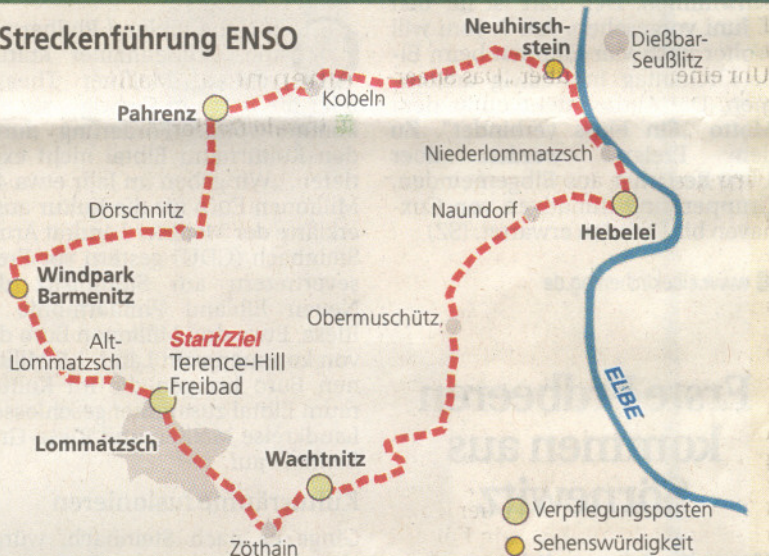 Streckenführung ENSO
Neuhirsch-
stein
Dießbar-
Seußlitz
Kobeln
Pahrenz
Niederlommatzsch
Dörschnitz
Naundorf
Hebelei
Windpark
Barmenitz
Obermuschütz
Alt-
Lommatzsch
Start/Ziel
Terence-Hill
Freibad
ELBE
Lommatzsch
Wachtnitz
Zöthain
Verpflegungsposten
Sehenswürdigkeit